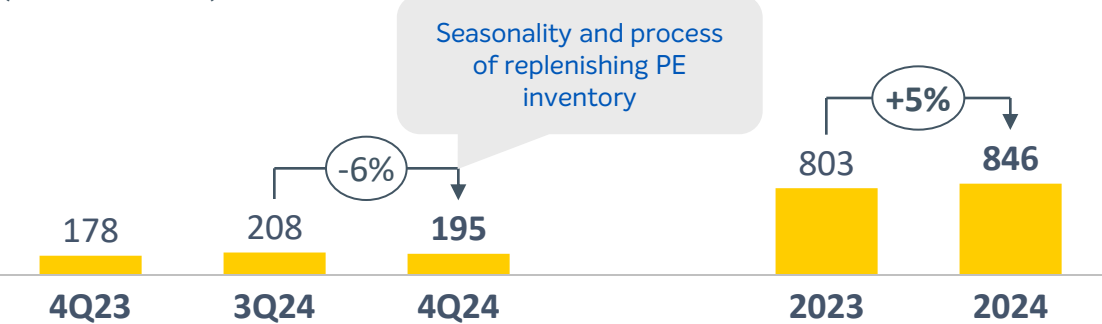 Seasonality and process
of replenishing PE
inventory
+5%
-6%
803
846
178
208
195
4Q23
3Q24
4Q24
2023
2024